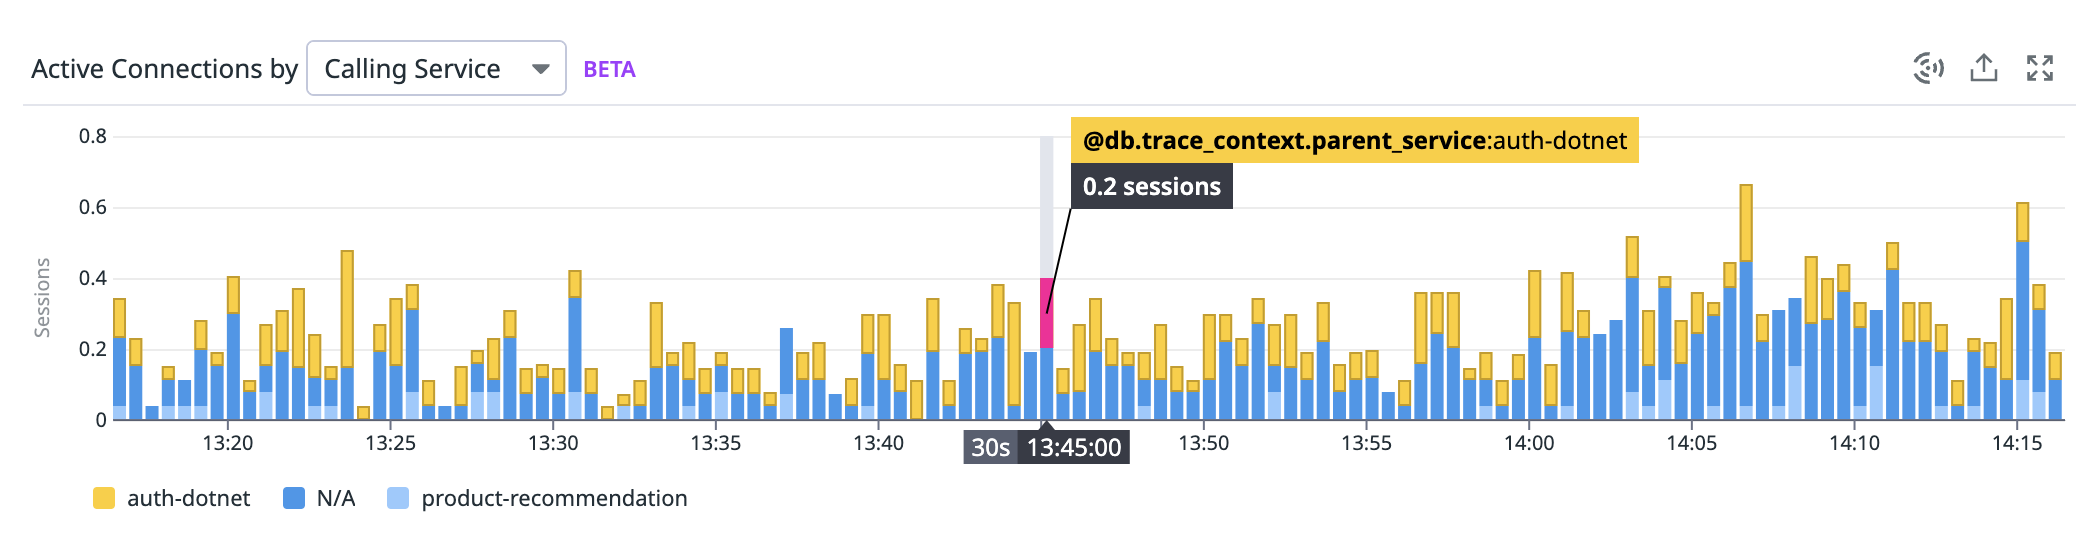 Active Connections by Calling Service BETA
@db.trace_context.parent_service:auth-dotnet
0.2 sessions
Sessions
0.8
0.6
0.4
0.2
0
13:20 13:25 13:30 13:35 13:40 30s 13:45:00 13:50 13:55 14:00 14:05 14:10 14:15
auth-dotnet N/A product-recommendation